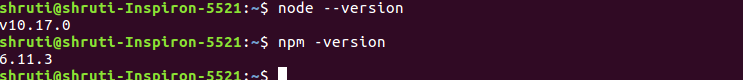 shruti@shruti-Inspiron-5521:~$ node --version
v10.17.0
shruti@shruti-Inspiron-5521:~$ npm -version
6.11.3
shruti@shruti-Inspiron-5521:~$